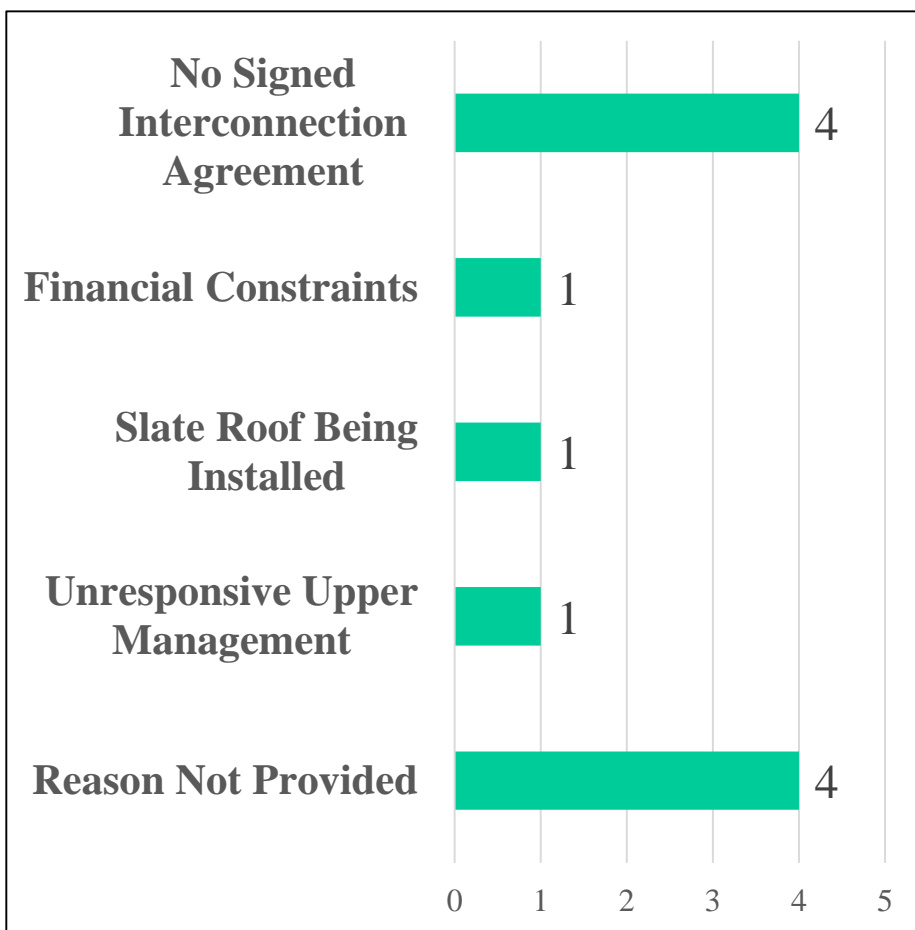 No Signed
Interconnection
Agreement
4
Financial Constraints
1
Slate Roof Being
Installed
1
Unresponsive Upper
Management
1
Reason Not Provided
4
0 1 2 3 4 5